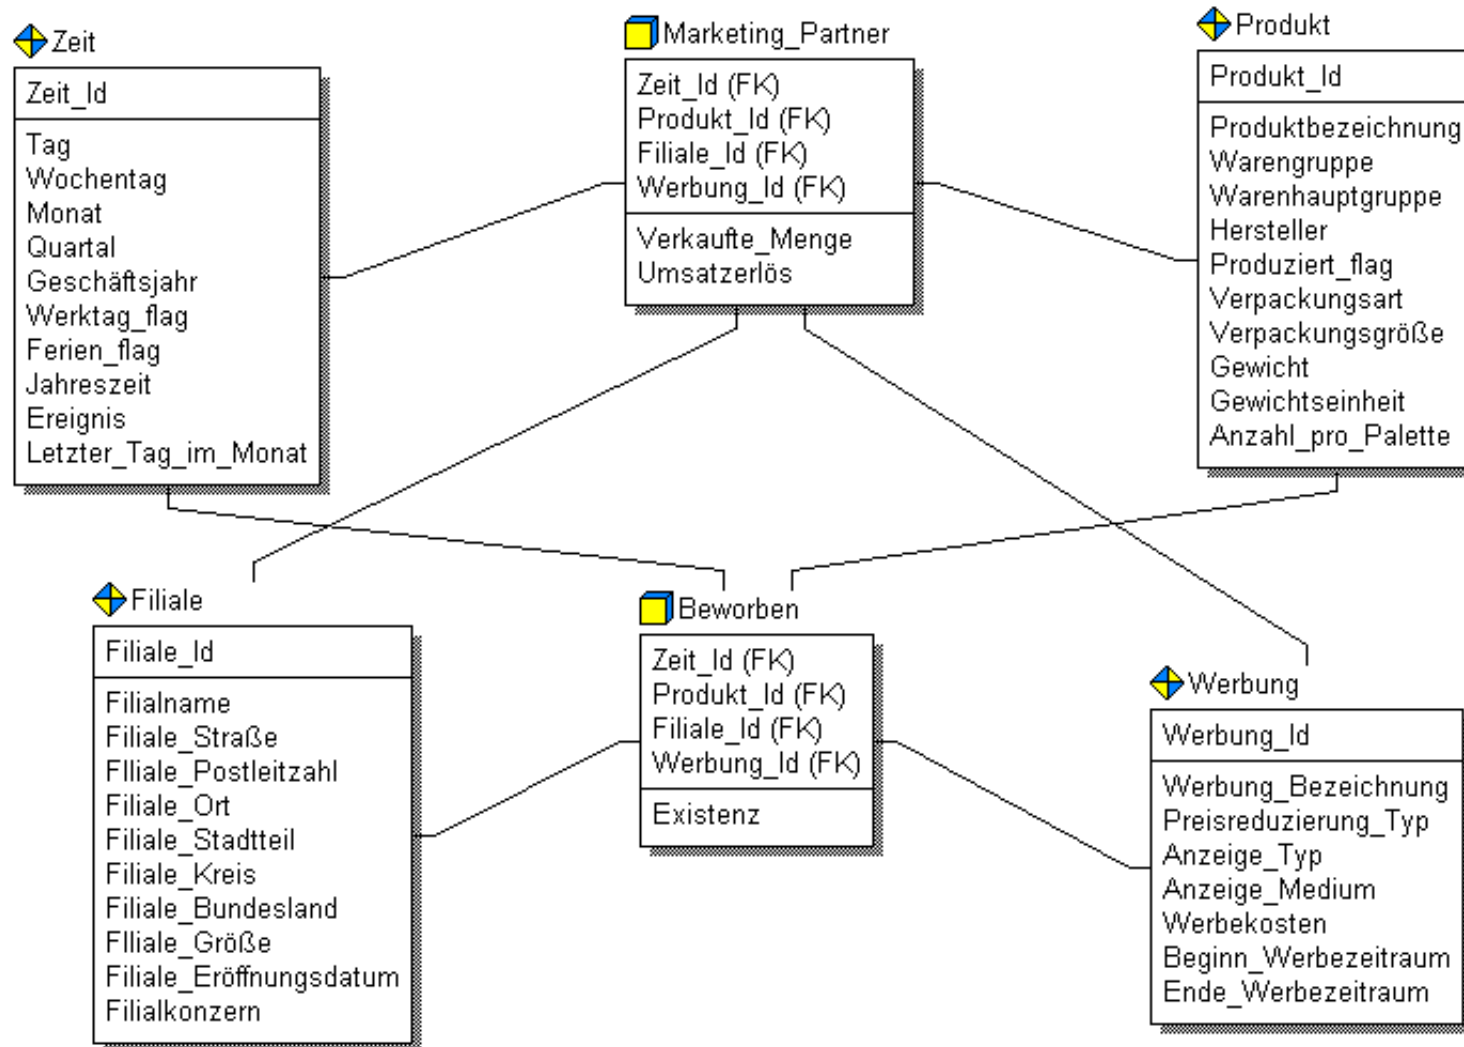 Zeit
Zeit_Id
Tag
Wochentag
Monat
Quartal
Geschäftsjahr
Werktag_flag
Ferien_flag
Jahreszeit
Ereignis
Letzter_Tag_im_Monat
Marketing_Partner
Zeit_Id (FK)
Produkt_Id (FK)
Filiale_Id (FK)
Werbung_Id (FK)
Verkaufte_Menge
Umsatzerlös
Produkt
Produkt_Id
Produktbezeichnung
Warengruppe
Warenhauptgruppe
Hersteller
Produziert_flag
Verpackungsart
Verpackungsgröße
Gewicht
Gewichtseinheit
Anzahl_pro_Palette
Filiale
Filiale_Id
Filialname
Filiale_Straße
FIliale_Postleitzahl
Filiale_Ort
Filiale_Stadtteil
Filiale_Kreis
Filiale_Bundesland
FIliale_Größe
Filiale_Eröffnungsdatum
Filialkonzern
Beworben
Zeit_Id (FK)
Produkt_Id (FK)
Filiale_Id (FK)
Werbung_Id (FK)
Existenz
Werbung
Werbung_Id
Werbung_Bezeichnung
Preisreduzierung_Typ
Anzeige_Typ
Anzeige_Medium
Werbekosten
Beginn_Werbezeitraum
Ende_Werbezeitraum